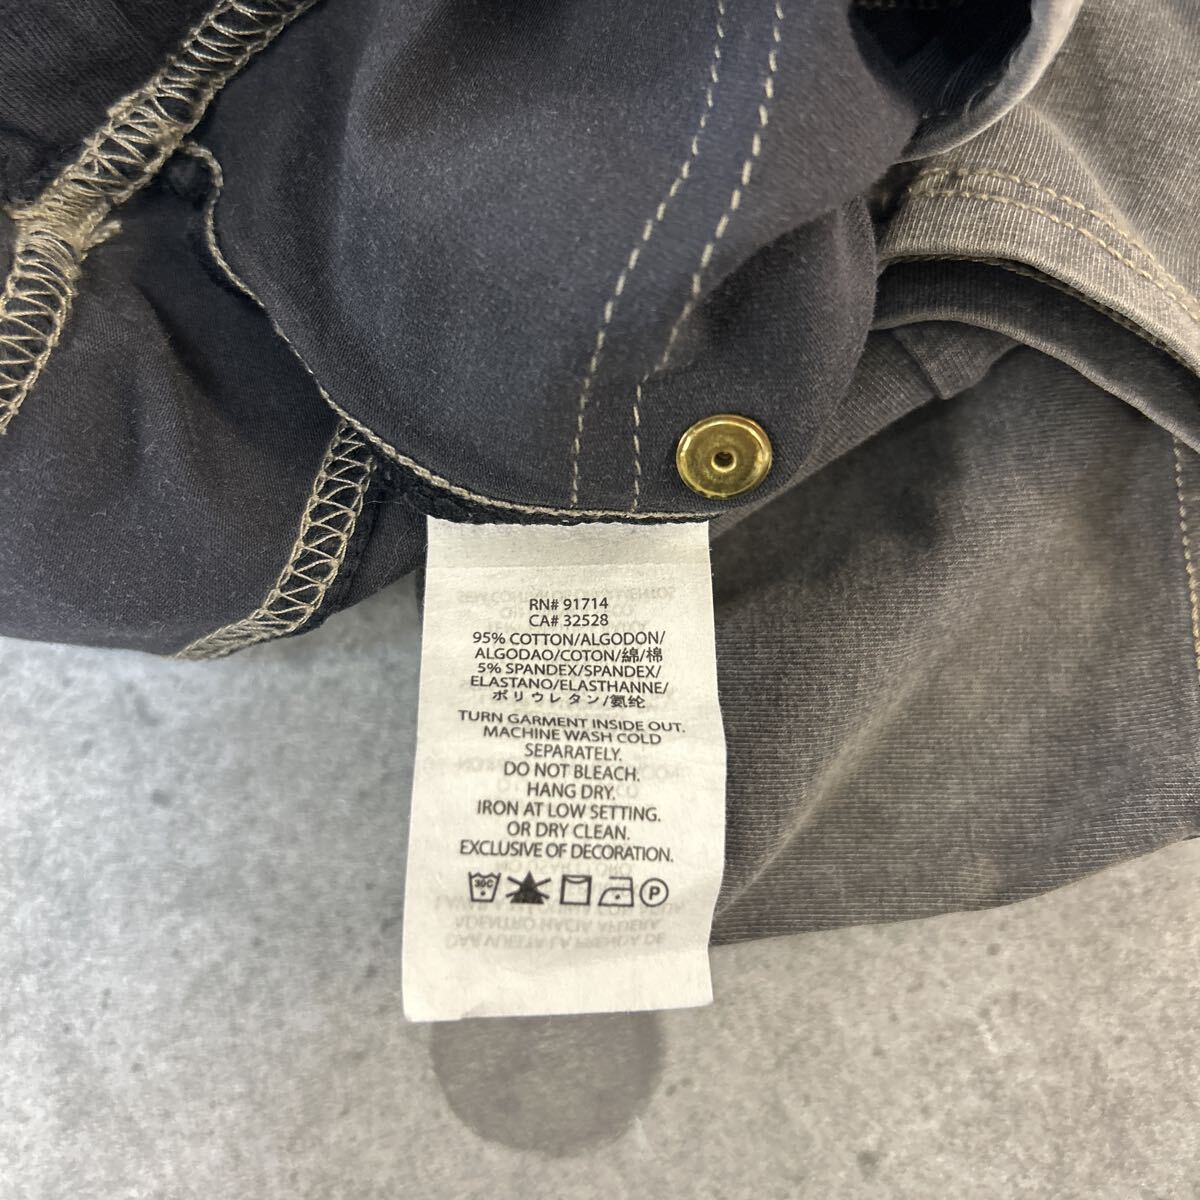 RN# 91714
CA# 32528
95% COTTON/ALGODON/
ALGODAO/COTON/綿/棉
5% SPANDEX/SPANDEX/
ELASTANO/ELASTHANNE/
ポリウレタン/氨纶
TURN GARMENT INSIDE OUT.
MACHINE WASH COLD
SEPARATELY.
DO NOT BLEACH.
HANG DRY.
IRON AT LOW SETTING.
OR DRY CLEAN.
EXCLUSIVE OF DECORATION.
30C P